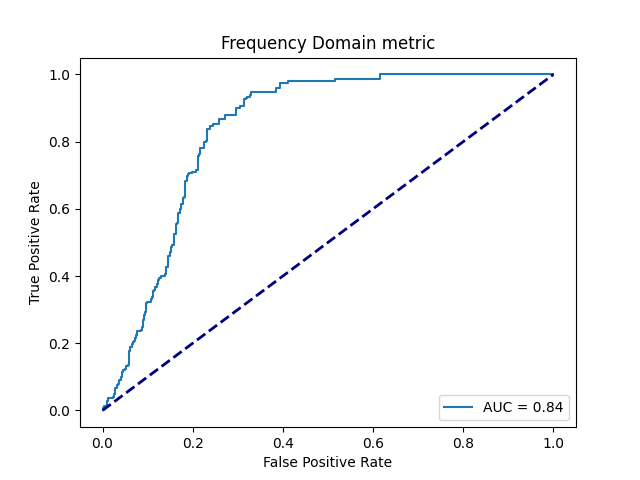 Frequency Domain metric
True Positive Rate
1.0
0.8
0.6
0.4
0.2
0.0
AUC = 0.84
0.0 0.2 0.4 0.6 0.8 1.0
False Positive Rate